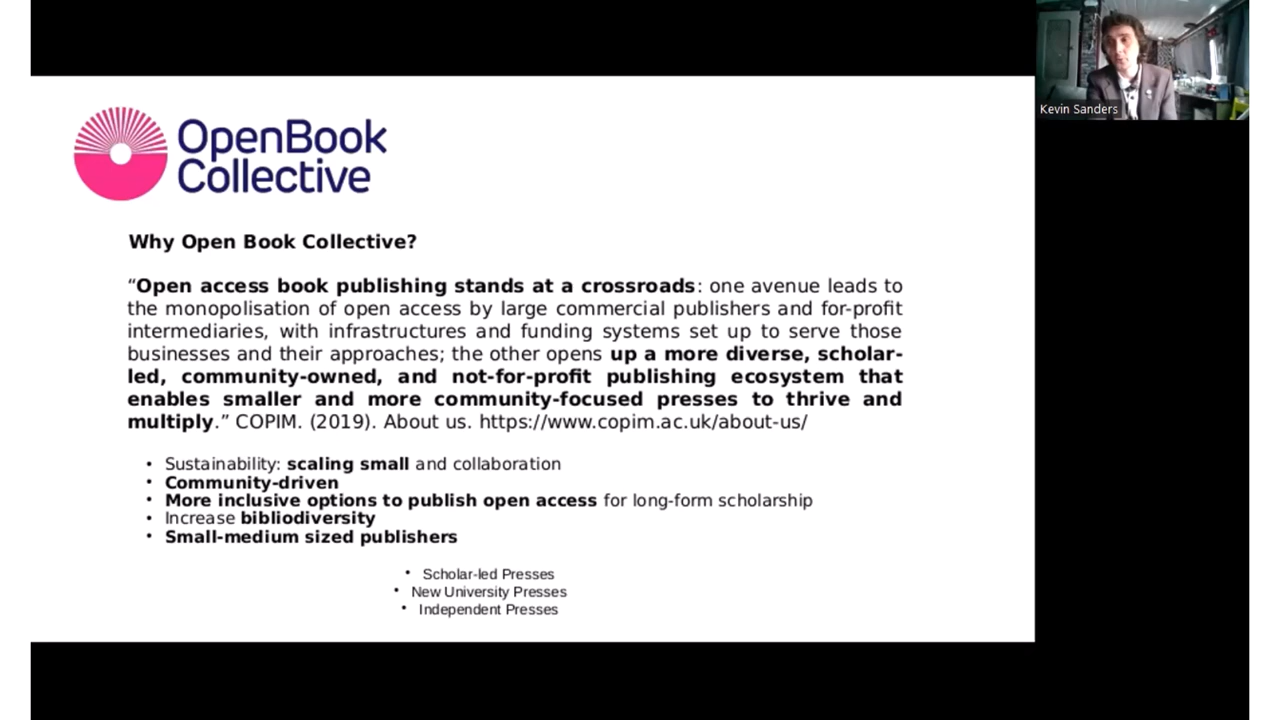 OpenBook
Collective
Kevin Sanders
Why Open Book Collective?
“Open access book publishing stands at a crossroads: one avenue leads to
the monopolisation of open access by large commercial publishers and for-profit
intermediaries, with infrastructures and funding systems set up to serve those
businesses and their approaches; the other opens up a more diverse, scholar-
led, community-owned, and not-for-profit publishing ecosystem that
enables smaller and more community-focused presses to thrive and
multiply.” COPIM. (2019). About us. https://www.copim.ac.uk/about-us/
• Sustainability: scaling small and collaboration
• Community-driven
• More inclusive options to publish open access for long-form scholarship
• Increase bibliodiversity
• Small-medium sized publishers
• Scholar-led Presses
• New University Presses
• Independent Presses